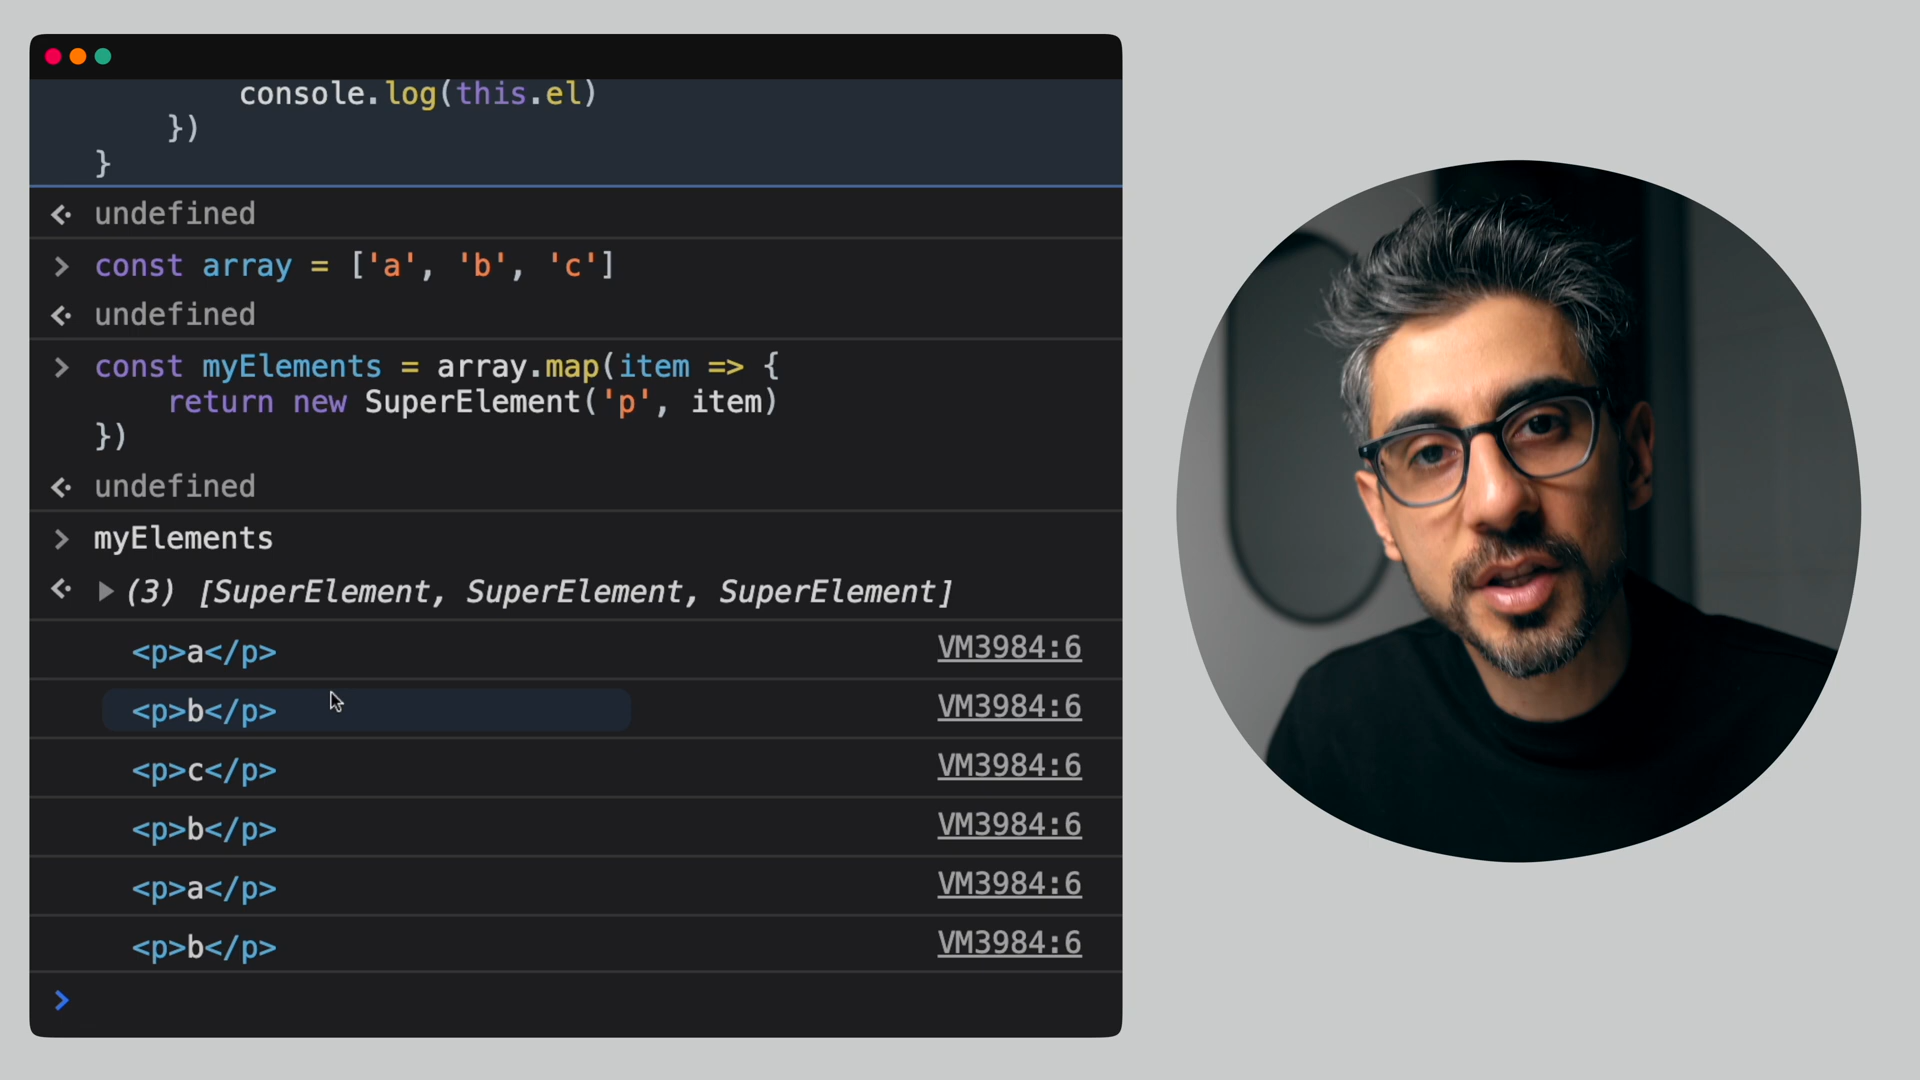 console.log(this.el)
})
}
undefined
const array = ['a', 'b', 'c']
undefined
const myElements = array.map(item => {
return new SuperElement('p', item)
})
undefined
myElements
(3) [SuperElement, SuperElement, SuperElement]
<p>a</p> VM3984:6
<p>b</p> VM3984:6
<p>c</p> VM3984:6
<p>b</p> VM3984:6
<p>a</p> VM3984:6
<p>b</p> VM3984:6